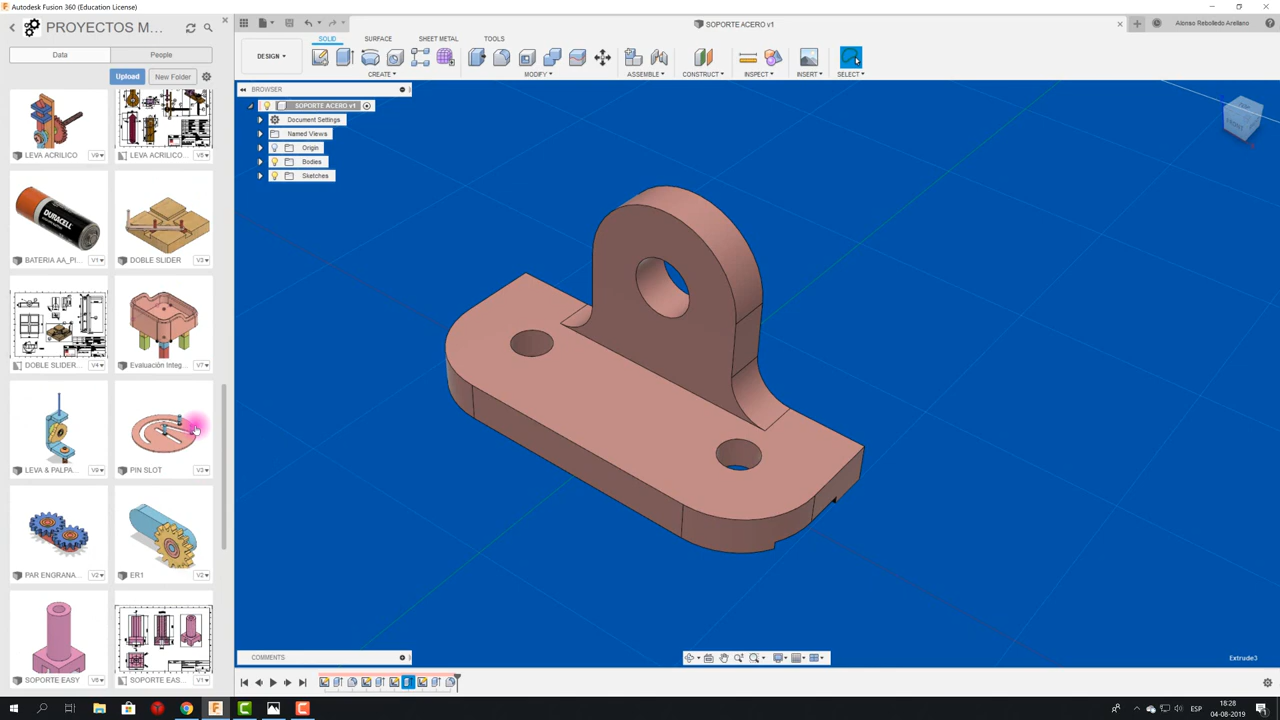 Autodesk Fusion 360 (Education License)
PROYECTOS M...
SOPORTE ACERO v1
Alonso Rebolledo Arellano
Data
People
Upload
New Folder
DESIGN▾
SOLID
SURFACE
SHEET METAL
TOOLS
CREATE▾
MODIFY▾
ASSEMBLE▾
CONSTRUCT▾
INSPECT▾
INSERT▾
SELECT▾
BROWSER
SOPORTE ACERO v1
Document Settings
Named Views
Origin
Bodies
Sketches
TOP
FRONT
LEVA ACRILICO
V9▾
LEVA ACRILICO...
V5▾
DURACELL
BATERIA AA_PI...
V1▾
DOBLE SLIDER
V3▾
DOBLE SLIDER...
V4▾
Evaluación Integ...
V7▾
LEVA & PALPA...
V9▾
PIN SLOT
V3▾
PAR ENGRANA...
V2▾
ER1
V2▾
SOPORTE EASY
V6▾
SOPORTE EAS...
COMMENTS
Extrude3
ESP
18:28
04-08-2019